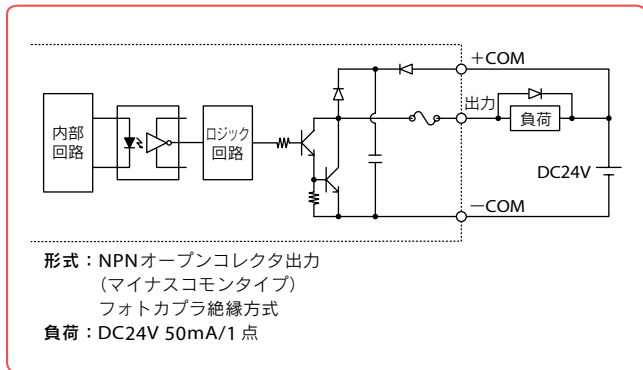 +COM
出力
内部
回路
ロジック
回路
負荷
DC24V
−COM
形式：NPNオープンコレクタ出力
（マイナスコモンタイプ）
フォトカプラ絶縁方式
負荷：DC24V 50mA/1 点